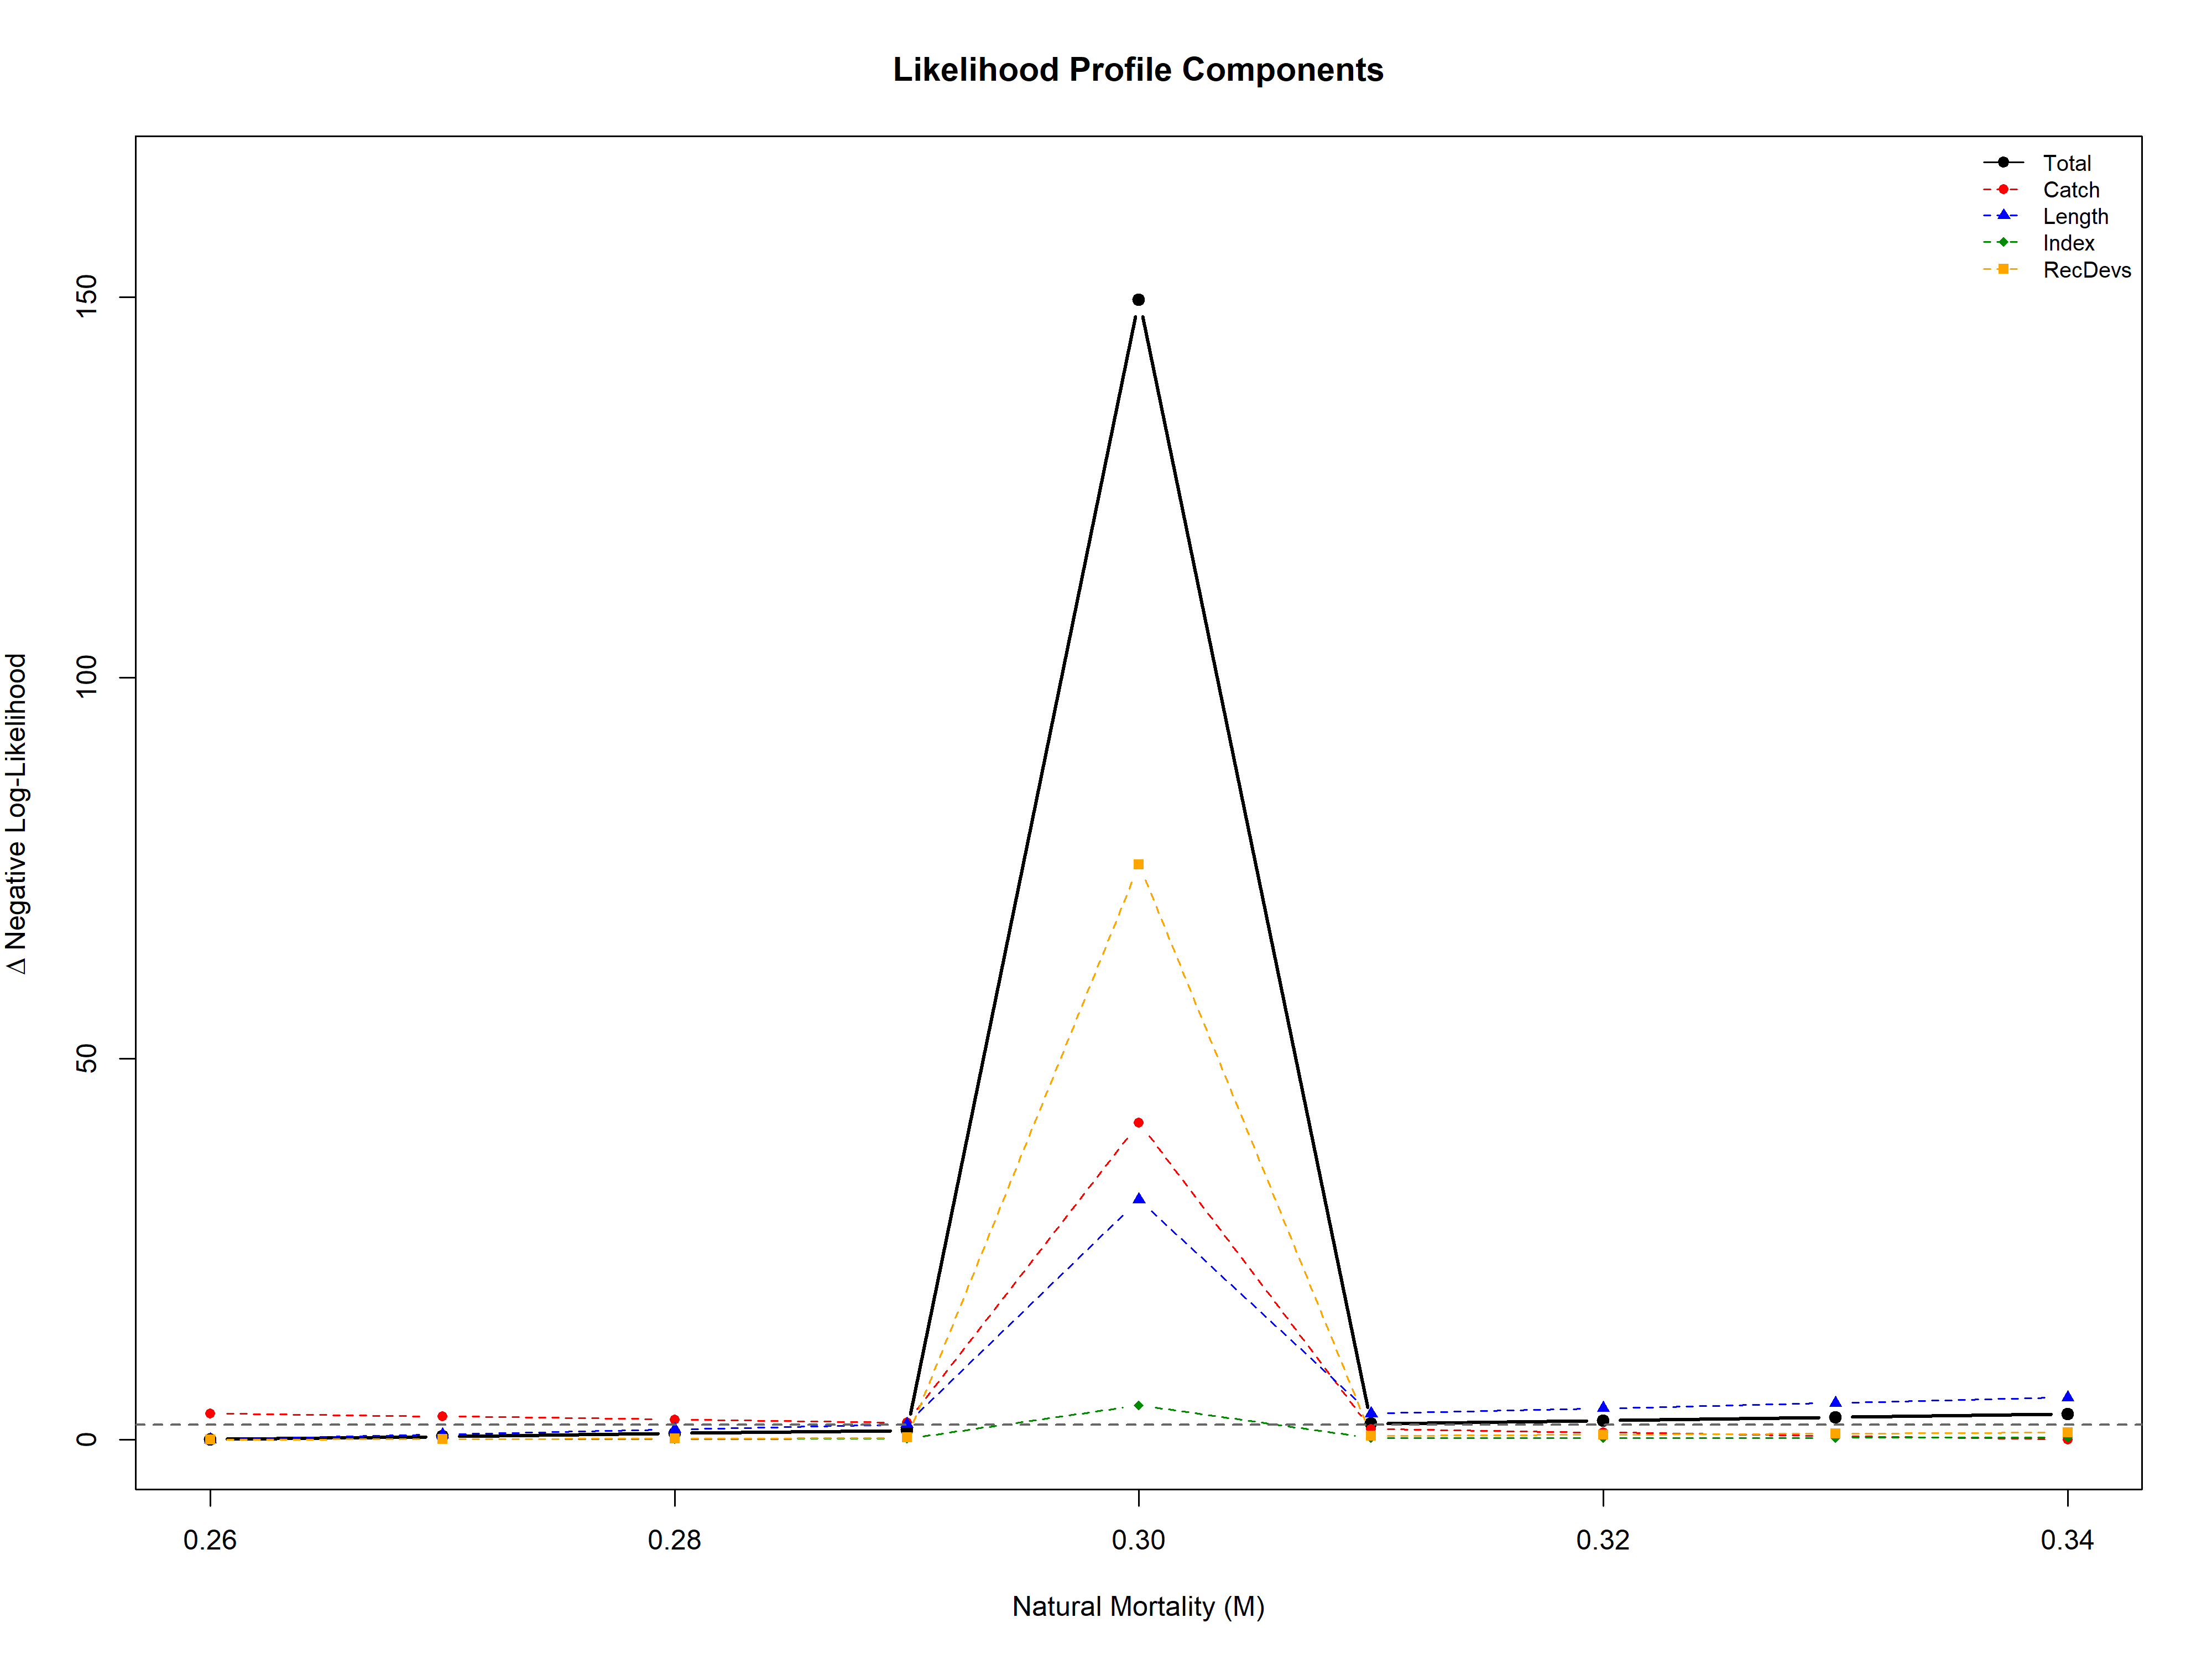 Likelihood Profile Components
Total
Catch
Length
Index
RecDevs
Δ Negative Log-Likelihood
150
100
50
0
0.26 0.28 0.30 0.32 0.34
Natural Mortality (M)